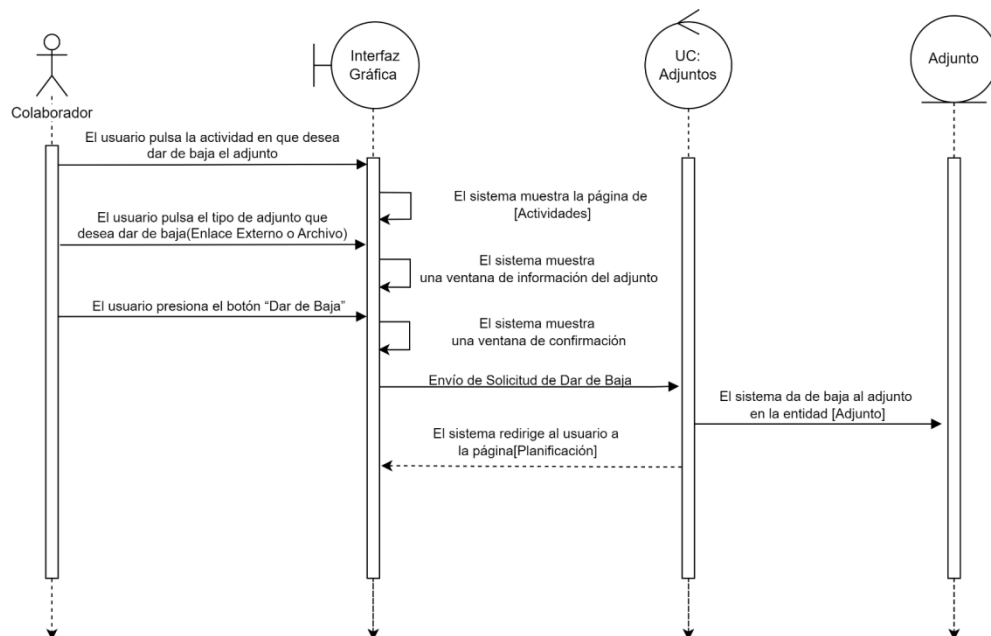 Interfaz
Gráfica
UC:
Adjuntos
Adjunto
Colaborador
El usuario pulsa la actividad en que desea
dar de baja el adjunto
El sistema muestra la página de
[Actividades]
El usuario pulsa el tipo de adjunto que
desea dar de baja(Enlace Externo o Archivo)
El sistema muestra
una ventana de información del adjunto
El usuario presiona el botón “Dar de Baja”
El sistema muestra
una ventana de confirmación
Envío de Solicitud de Dar de Baja
El sistema da de baja al adjunto
en la entidad [Adjunto]
El sistema redirige al usuario a
la página[Planificación]